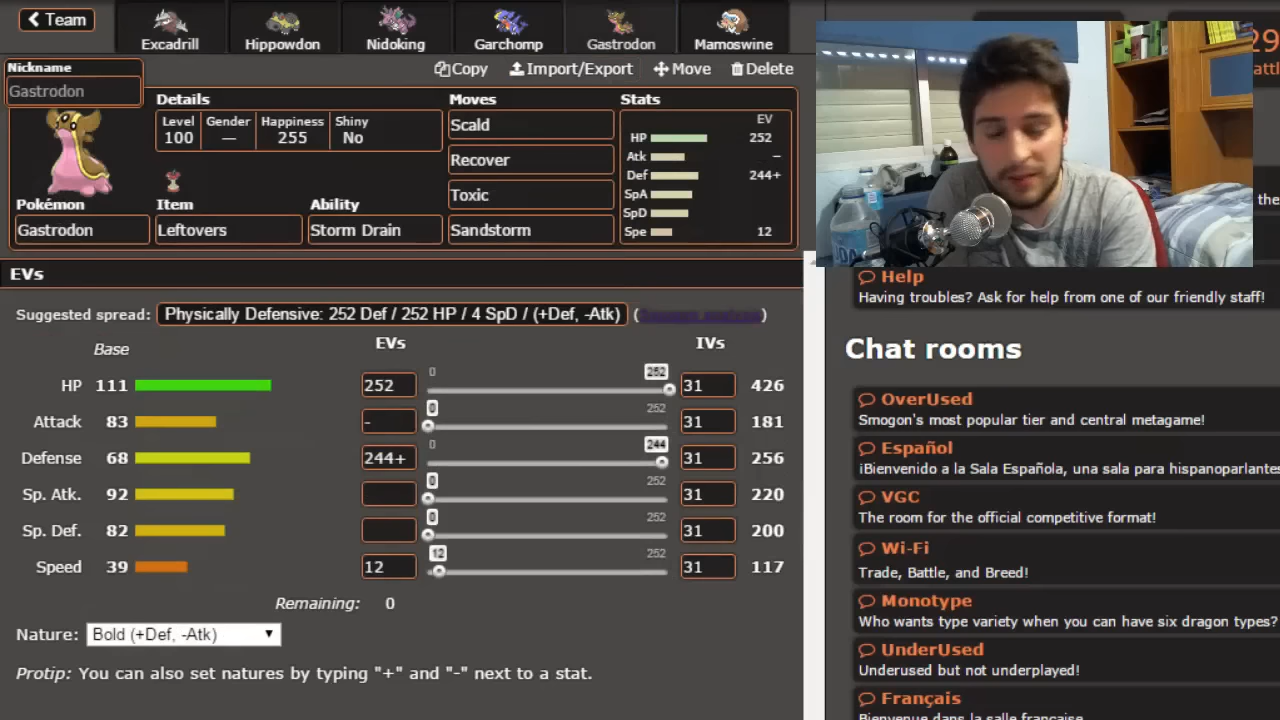 Team
Excadrill
Hippowdon
Nidoking
Garchomp
Gastrodon
Mamoswine
Nickname
Gastrodon
Copy
Import/Export
Move
Delete
Details
Level
100
Gender
—
Happiness
255
Shiny
No
Moves
Scald
Recover
Toxic
Sandstorm
Stats
EV
HP 252
Atk –
Def 244+
SpA
SpD
Spe 12
Pokémon
Gastrodon
Item
Leftovers
Ability
Storm Drain
EVs
Suggested spread: Physically Defensive: 252 Def / 252 HP / 4 SpD / (+Def, -Atk) ( )
Base EVs IVs
HP 111 252 0 252 31 426
Attack 83 - 0 252 31 181
Defense 68 244+ 0 244 31 256
Sp. Atk. 92 0 252 31 220
Sp. Def. 82 0 252 31 200
Speed 39 12 12 252 31 117
Remaining: 0
Nature: Bold (+Def, -Atk)
Protip: You can also set natures by typing "+" and "-" next to a stat.
29
attl
the
Help
Having troubles? Ask for help from one of our friendly staff!
Chat rooms
OverUsed
Smogon's most popular tier and central metagame!
Español
¡Bienvenido a la Sala Española, una sala para hispanoparlantes
VGC
The room for the official competitive format!
Wi-Fi
Trade, Battle, and Breed!
Monotype
Who wants type variety when you can have six dragon types?
UnderUsed
Underused but not underplayed!
Français
Bienvenue dans la salle française